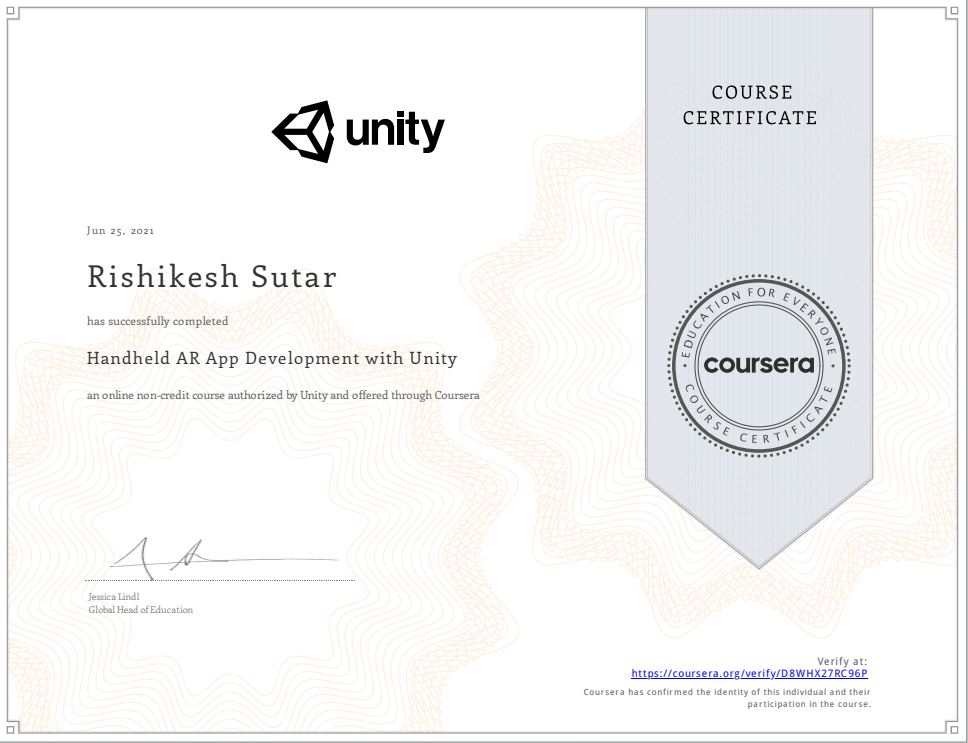 unity
COURSE
CERTIFICATE
Jun 25, 2021
Rishikesh Sutar
has successfully completed
Handheld AR App Development with Unity
an online non-credit course authorized by Unity and offered through Coursera
EDUCATION FOR EVERYONE
coursera
COURSE CERTIFICATE
Jessica Lindl
Global Head of Education
Verify at:
https://coursera.org/verify/D8WHX27RC96P
Coursera has confirmed the identity of this individual and their
participation in the course.